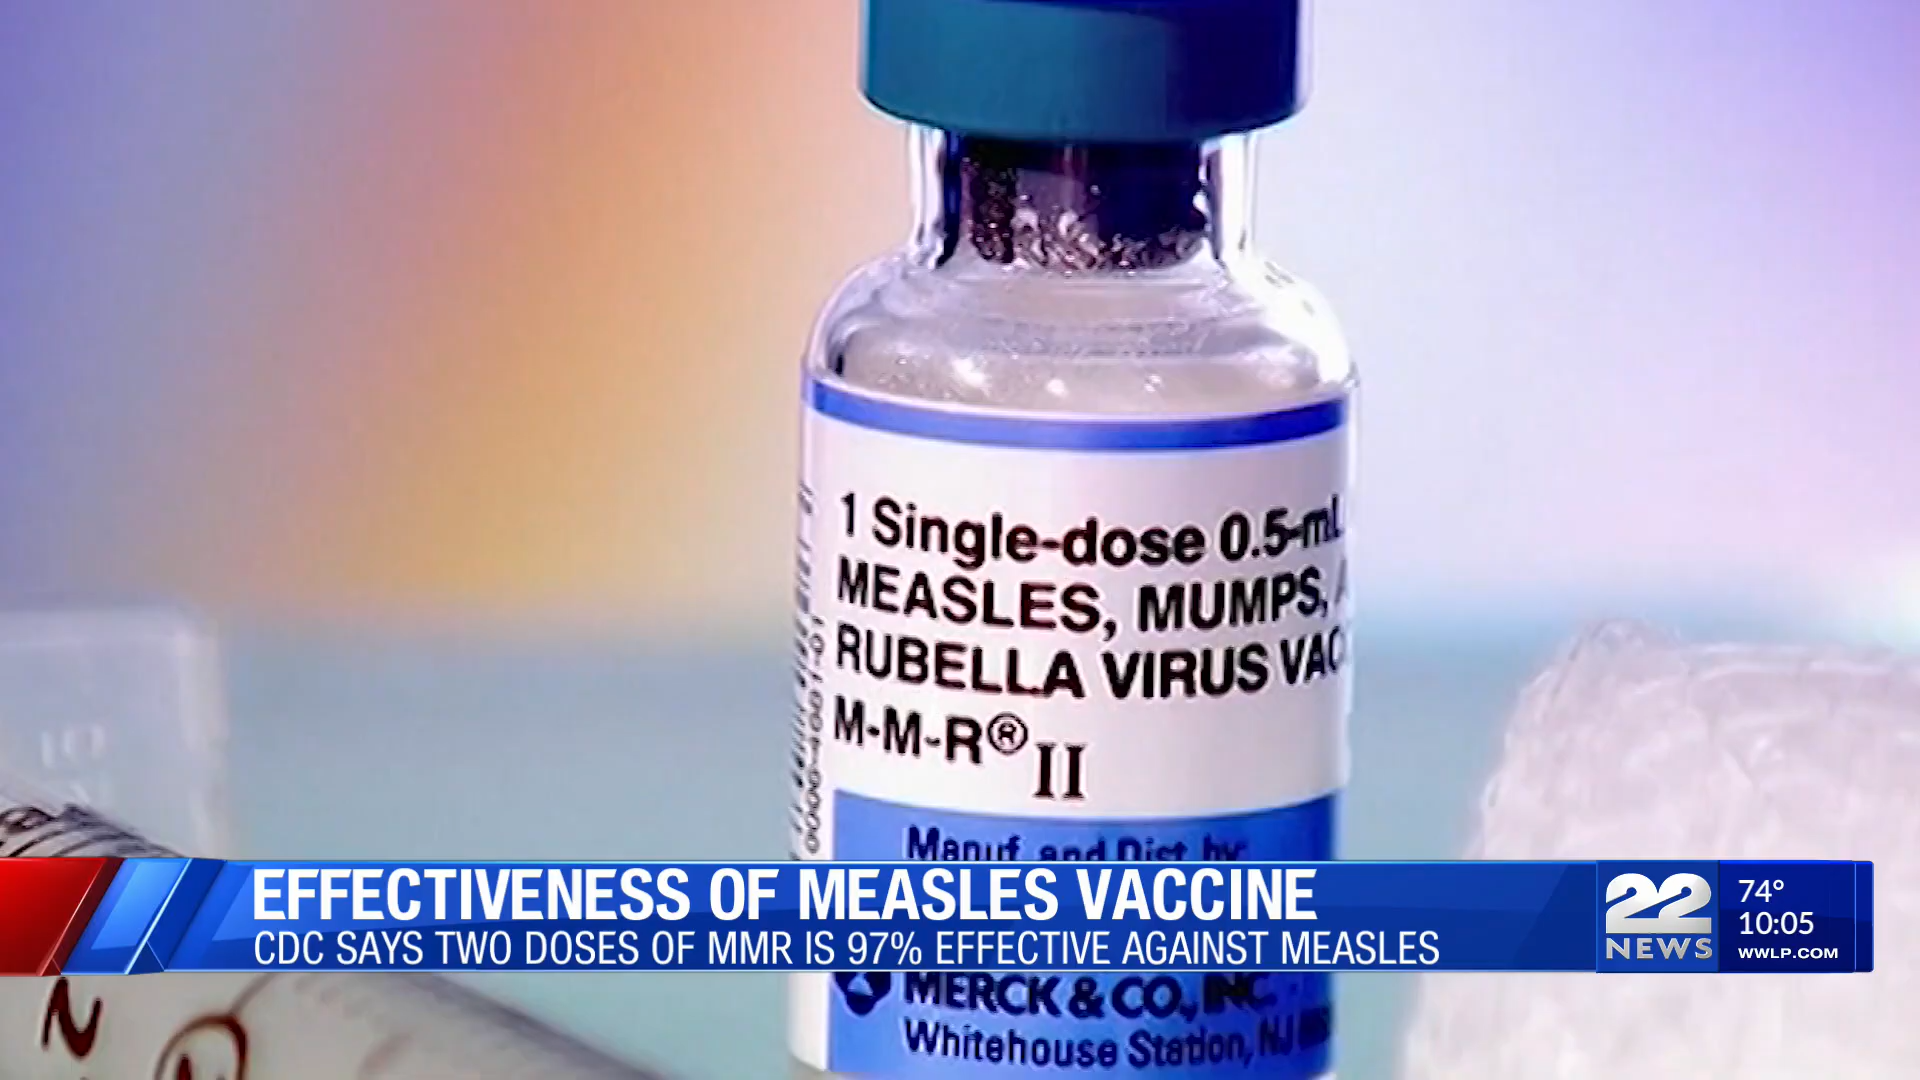 1 Single-dose 0.5-mL
MEASLES, MUMPS,
RUBELLA VIRUS VAC
M-M-R® II
Manuf. and Dist. by:
EFFECTIVENESS OF MEASLES VACCINE
CDC SAYS TWO DOSES OF MMR IS 97% EFFECTIVE AGAINST MEASLES
22
NEWS
74°
10:05
WWLP.COM
MERCK & CO., INC.
Whitehouse Station, NJ